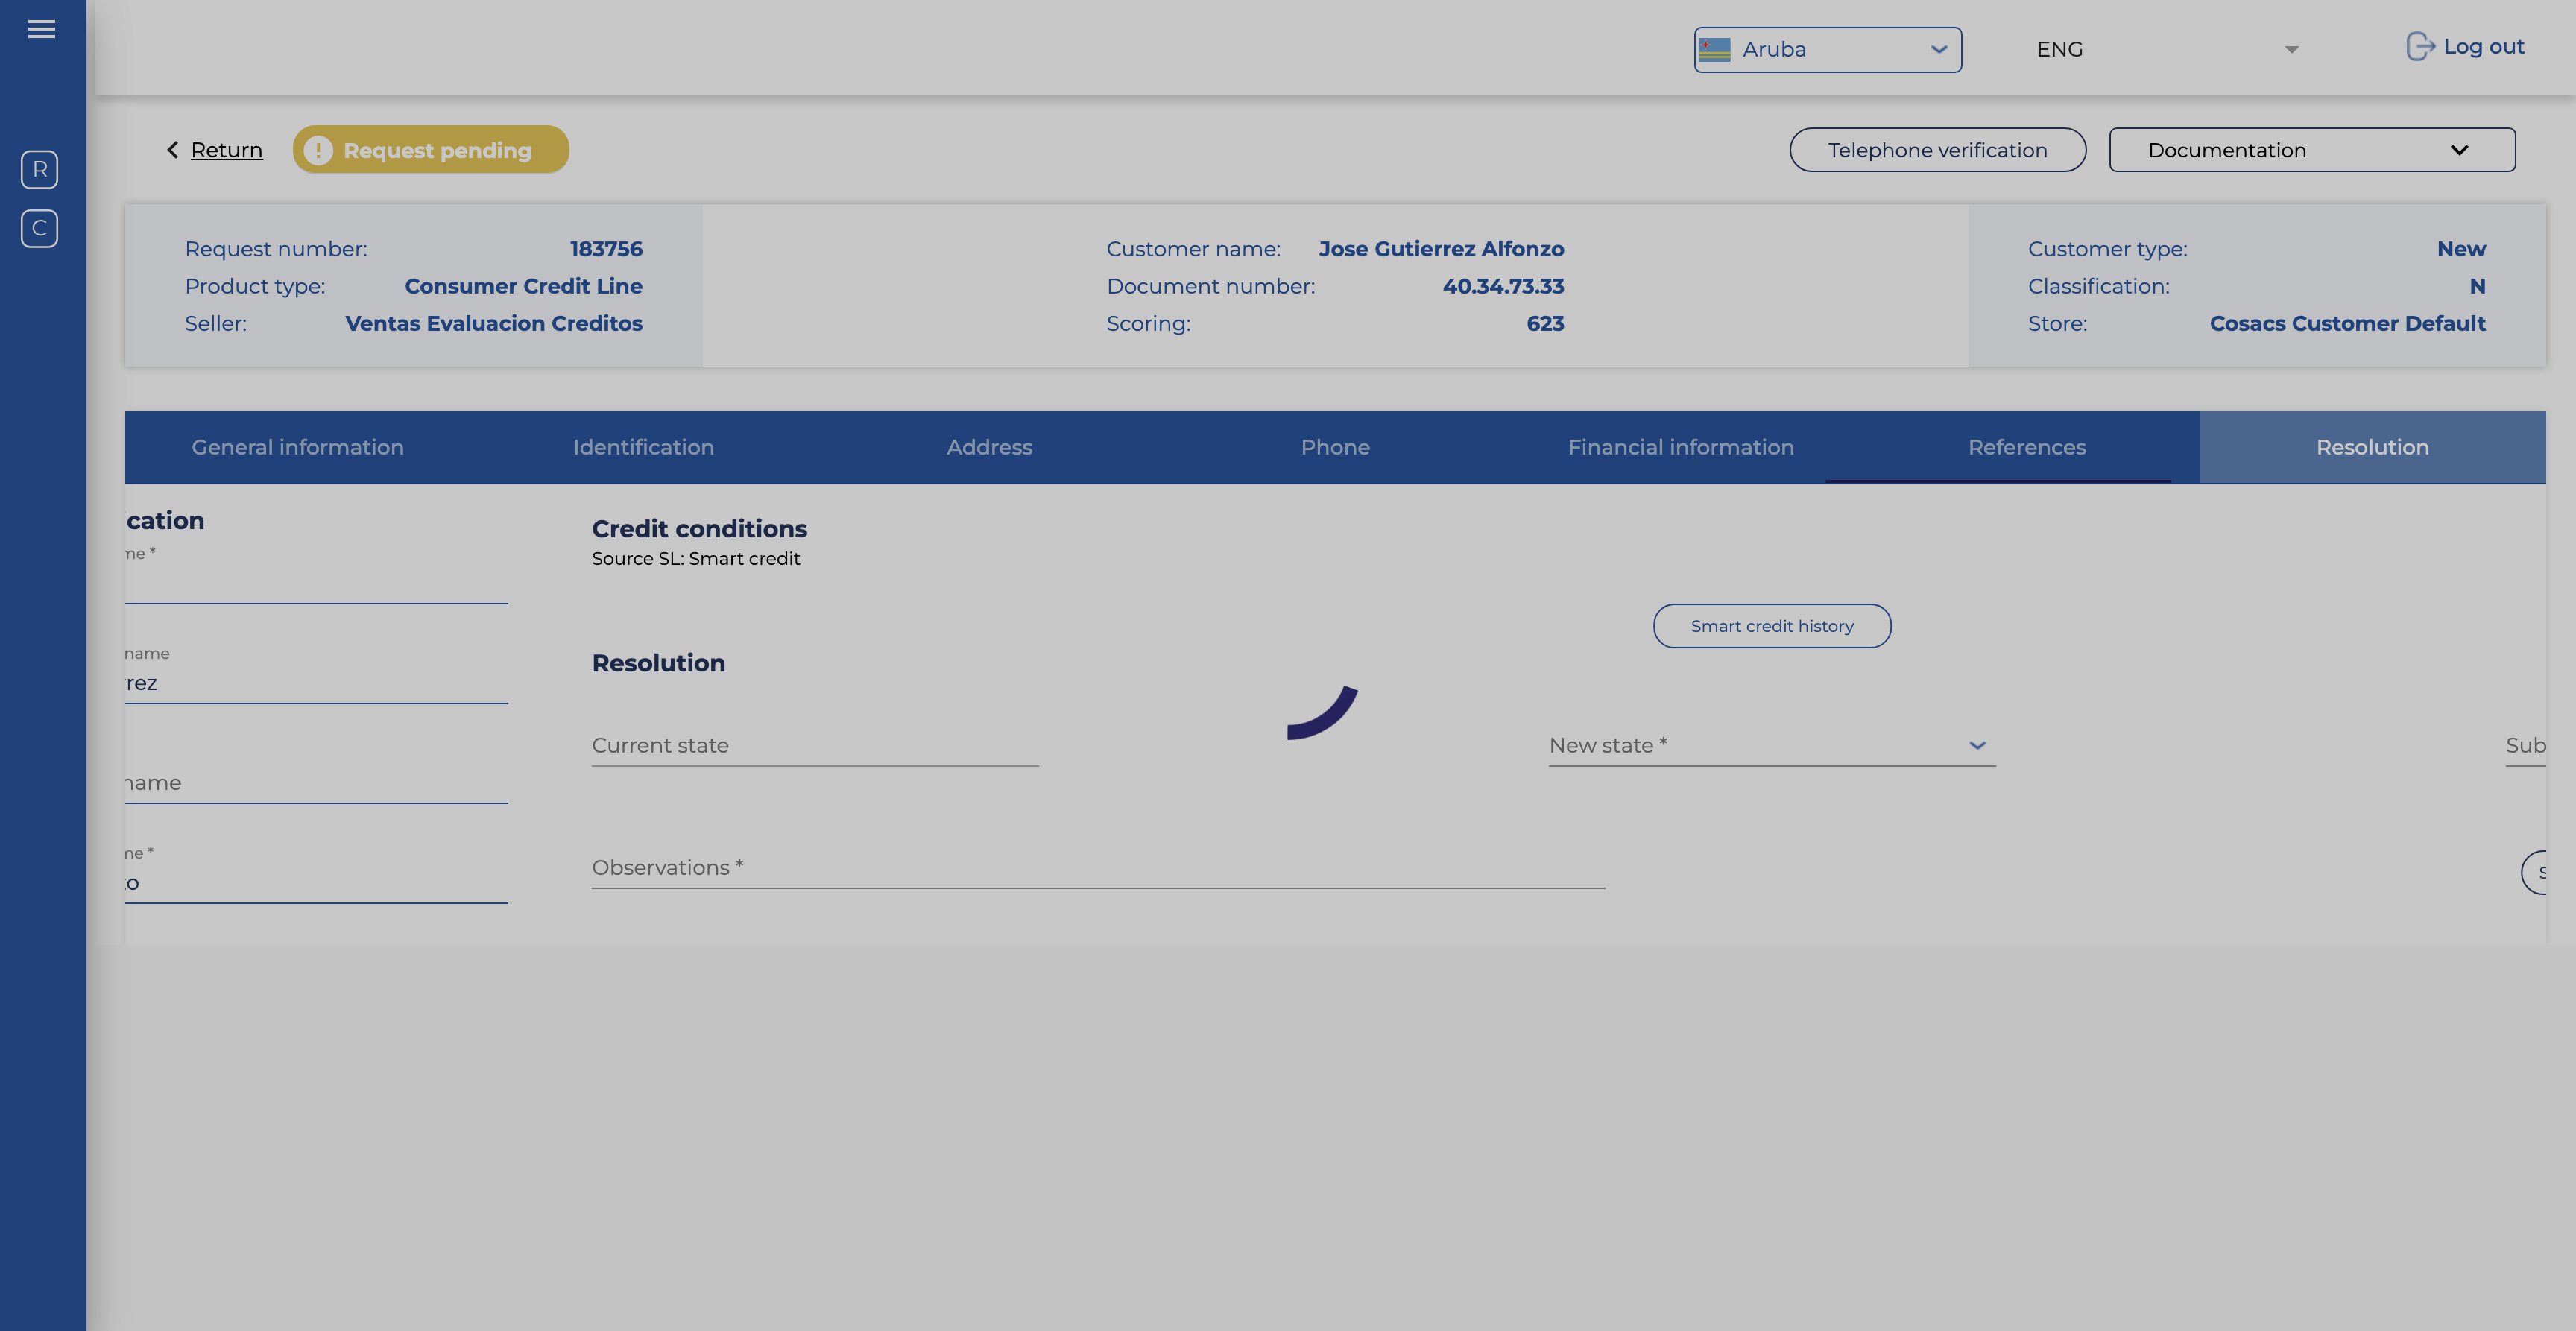 Aruba
ENG
Log out
R
C
Return
Request pending
Telephone verification
Documentation
Request number: 183756
Product type: Consumer Credit Line
Seller: Ventas Evaluacion Creditos
Customer name: Jose Gutierrez Alfonzo
Document number: 40.34.73.33
Scoring: 623
Customer type: New
Classification: N
Store: Cosacs Customer Default
General information
Identification
Address
Phone
Financial information
References
Resolution
cation
me *
name
rez
name
me *
to
Credit conditions
Source SL: Smart credit
Smart credit history
Resolution
Current state
New state *
Sub
Observations *
S